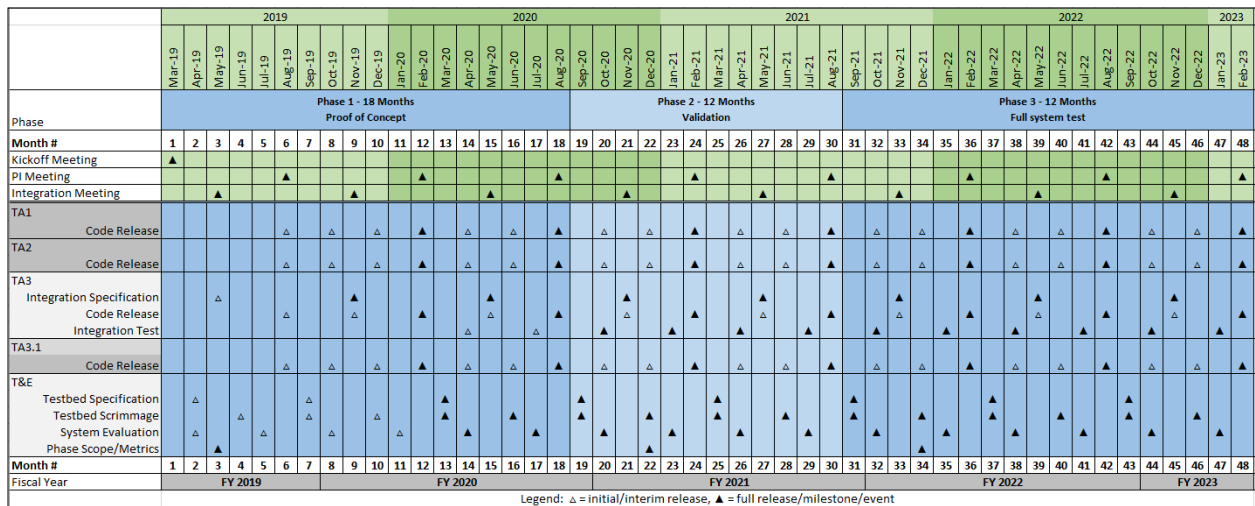 2019 2020 2021 2022 2023
Mar-19 Apr-19 May-19 Jun-19 Jul-19 Aug-19 Sep-19 Oct-19 Nov-19 Dec-19 Jan-20 Feb-20 Mar-20 Apr-20 May-20 Jun-20 Jul-20 Aug-20 Sep-20 Oct-20 Nov-20 Dec-20 Jan-21 Feb-21 Mar-21 Apr-21 May-21 Jun-21 Jul-21 Aug-21 Sep-21 Oct-21 Nov-21 Dec-21 Jan-22 Feb-22 Mar-22 Apr-22 May-22 Jun-22 Jul-22 Aug-22 Sep-22 Oct-22 Nov-22 Dec-22 Jan-23 Feb-23
Phase 1 - 18 Months Phase 2 - 12 Months Phase 3 - 12 Months
Phase Proof of Concept Validation Full system test
Month # 1 2 3 4 5 6 7 8 9 10 11 12 13 14 15 16 17 18 19 20 21 22 23 24 25 26 27 28 29 30 31 32 33 34 35 36 37 38 39 40 41 42 43 44 45 46 47 48
Kickoff Meeting
PI Meeting
Integration Meeting
TA1
Code Release
TA2
Code Release
TA3
Integration Specification
Code Release
Integration Test
TA3.1
Code Release
T&E
Testbed Specification
Testbed Scrimmage
System Evaluation
Phase Scope/Metrics
Month # 1 2 3 4 5 6 7 8 9 10 11 12 13 14 15 16 17 18 19 20 21 22 23 24 25 26 27 28 29 30 31 32 33 34 35 36 37 38 39 40 41 42 43 44 45 46 47 48
Fiscal Year FY 2019 FY 2020 FY 2021 FY 2022 FY 2023
Legend: △ = initial/interim release, ▲ = full release/milestone/event